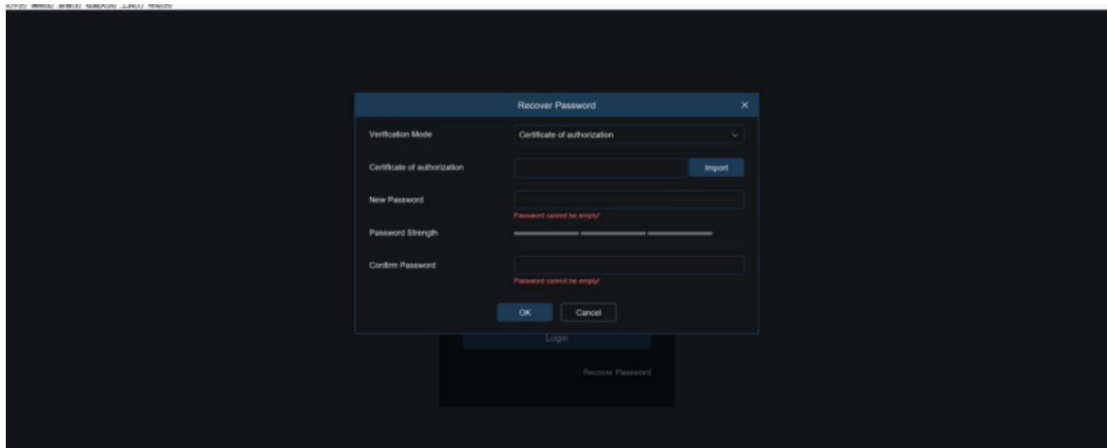 Recover Password
Verification Mode
Certificate of authorization
Certificate of authorization
Import
New Password
Password cannot be empty!
Password Strength
Confirm Password
Password cannot be empty!
OK
Cancel
Login
Recover Password